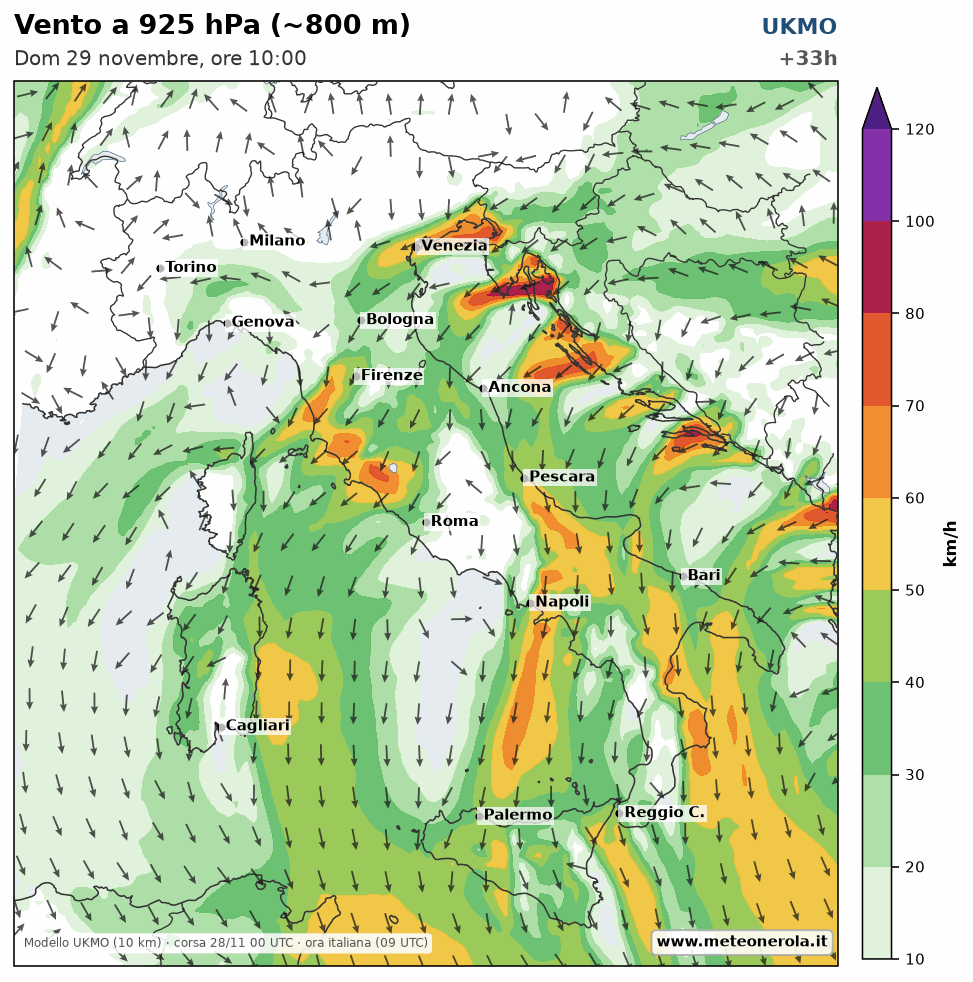 Vento a 925 hPa (~800 m)
UKMO
Dom 29 novembre, ore 10:00
+33h
120
100
80
70
60
50
40
30
20
10
km/h
Milano
Venezia
Torino
Genova
Bologna
Firenze
Ancona
Pescara
Roma
Bari
Napoli
Cagliari
Palermo
Reggio C.
Modello UKMO (10 km) · corsa 28/11 00 UTC · ora italiana (09 UTC)
www.meteonerola.it